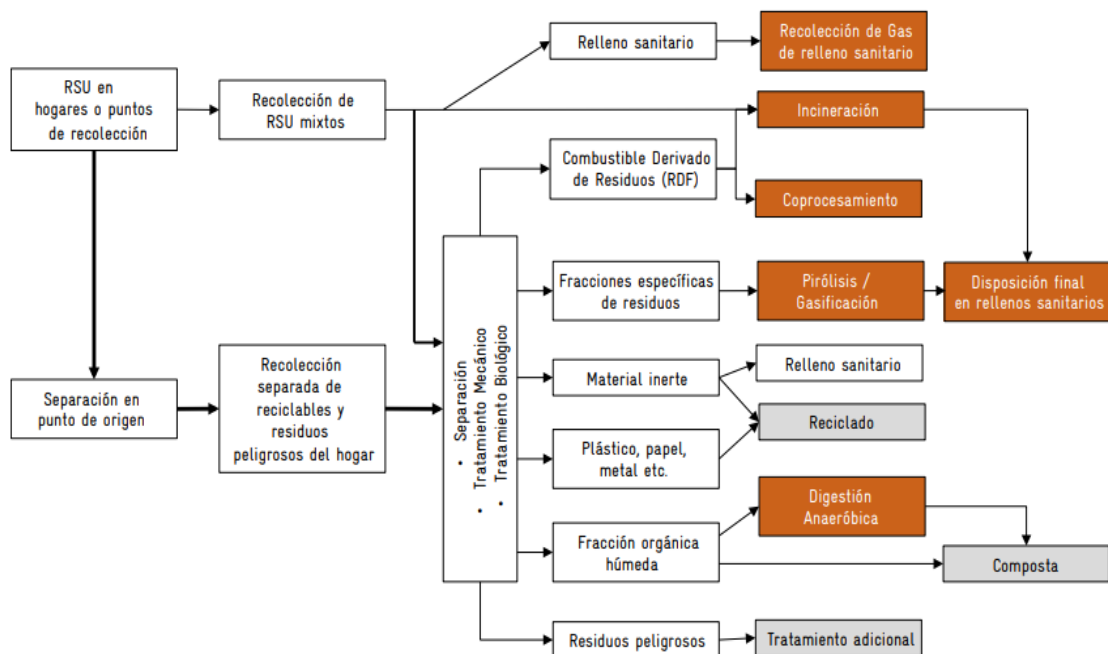 RSU en
hogares o puntos
de recolección
Recolección de
RSU mixtos
Relleno sanitario
Recolección de Gas
de relleno sanitario
Incineración
Combustible Derivado
de Residuos (RDF)
Coprocesamiento
Separación en
punto de origen
Recolección
separada de
reciclables y
residuos
peligrosos del hogar
• Separación
• Tratamiento Mecánico
• Tratamiento Biológico
Fracciones específicas
de residuos
Pirólisis /
Gasificación
Disposición final
en rellenos sanitarios
Material inerte
Relleno sanitario
Reciclado
Plástico, papel,
metal etc.
Fracción orgánica
húmeda
Digestión
Anaeróbica
Composta
Residuos peligrosos
Tratamiento adicional